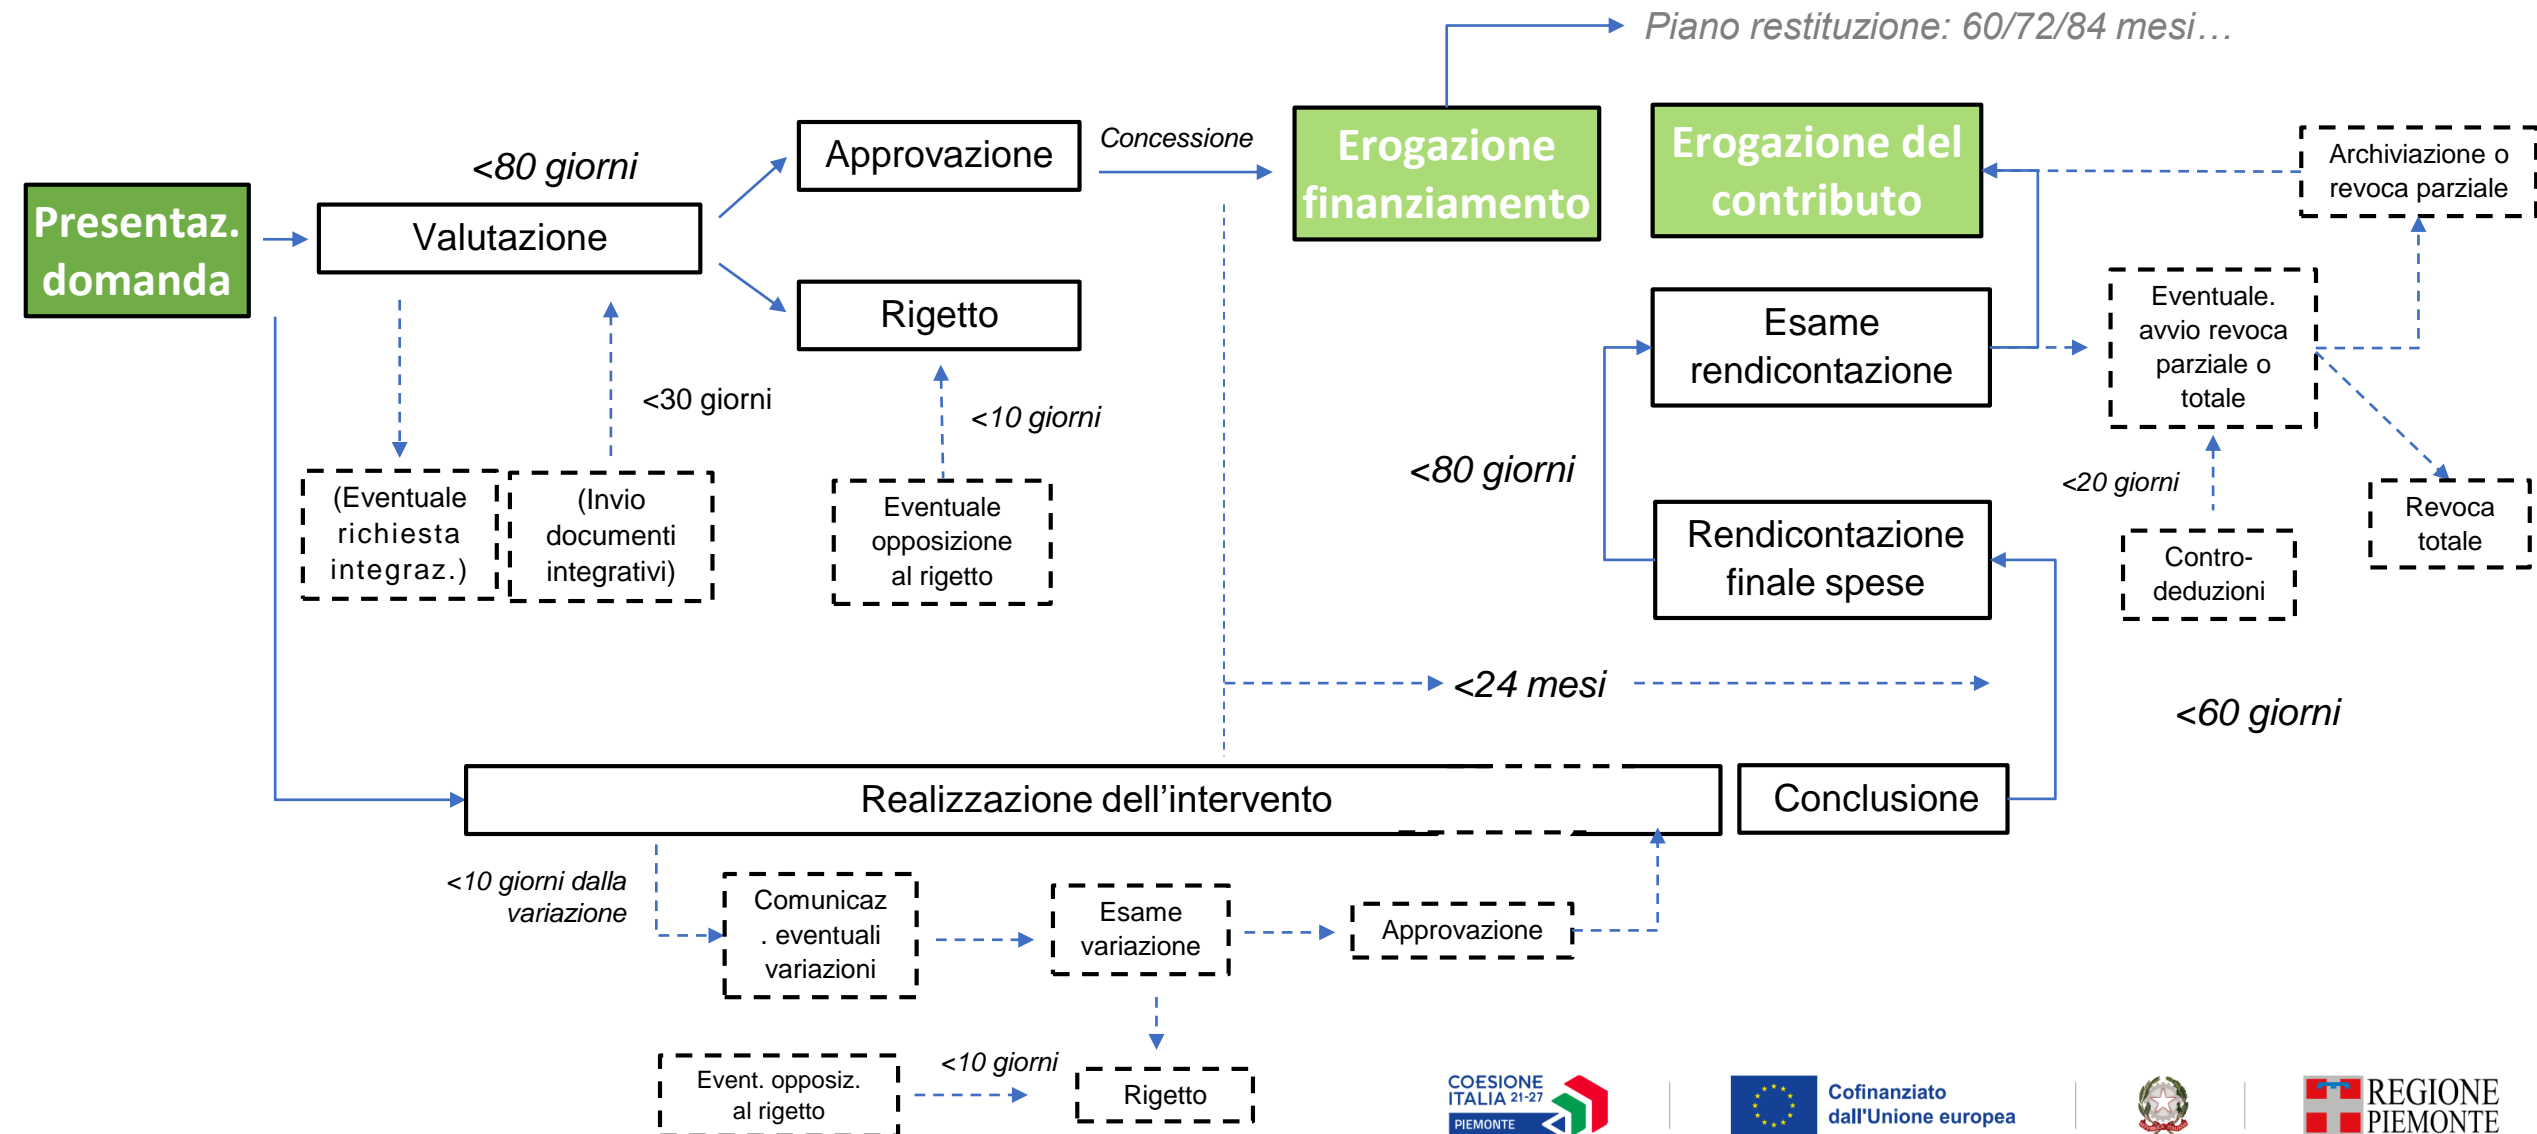 Piano restituzione: 60/72/84 mesi…
<80 giorni
Presentaz.
domanda
Valutazione
Approvazione
Concessione
Erogazione
finanziamento
Erogazione del
contributo
Archiviazione o
revoca parziale
Rigetto
Esame
rendicontazione
Eventuale.
avvio revoca
parziale o
totale
<30 giorni
<10 giorni
<80 giorni
<20 giorni
(Eventuale
richiesta
integraz.)
(Invio
documenti
integrativi)
Eventuale
opposizione
al rigetto
Rendicontazione
finale spese
Contro-
deduzioni
Revoca
totale
<24 mesi
<60 giorni
Realizzazione dell'intervento
Conclusione
<10 giorni dalla
variazione
Comunicaz
. eventuali
variazioni
Esame
variazione
Approvazione
Event. opposiz.
al rigetto
<10 giorni
Rigetto
COESIONE
ITALIA 21-27
PIEMONTE
Cofinanziato
dall'Unione europea
REGIONE
PIEMONTE